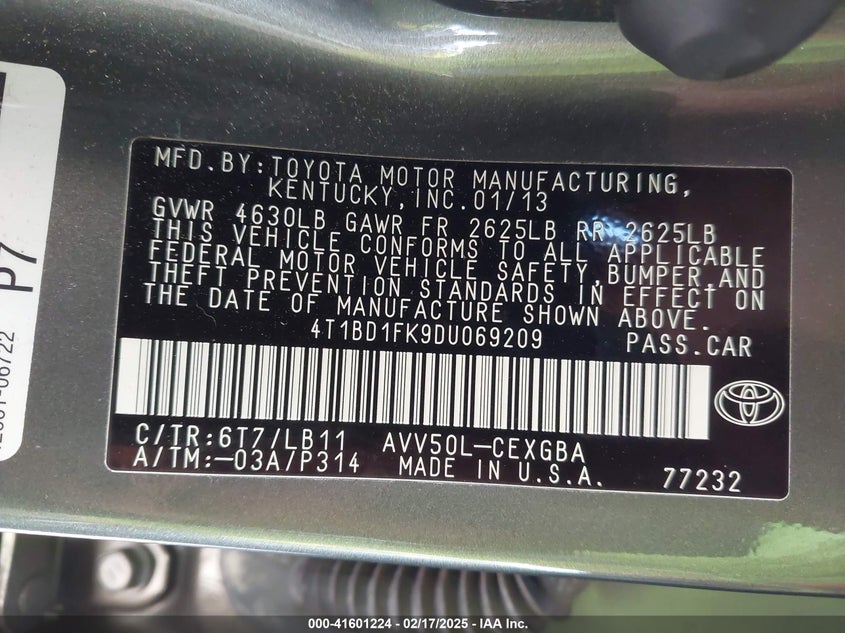 MFD.BY:TOYOTA MOTOR MANUFACTURING,
KENTUCKY,INC.01/13
GVWR 4630LB GAWR FR 2625LB RR 2625LB
THIS VEHICLE CONFORMS TO ALL APPLICABLE
FEDERAL MOTOR VEHICLE SAFETY,BUMPER,AND
THEFT PREVENTION STANDARDS IN EFFECT ON
THE DATE OF MANUFACTURE SHOWN ABOVE.
4T1BD1FK9DU069209 PASS.CAR
C/TR:6T7/LB11 AVV50L-CEXGBA
A/TM:-03A/P314 MADE IN U.S.A. 77232
P7
000-41601224 - 02/17/2025 - IAA Inc.